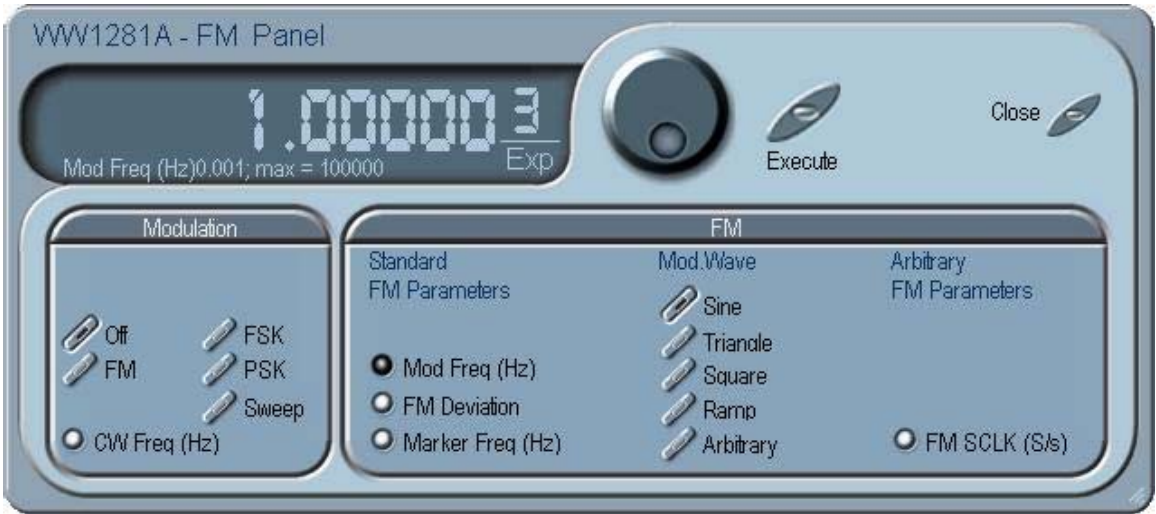 WW1281A - FM Panel
1.00000 3
Exp
Mod Freq (Hz)0.001; max = 100000
Execute
Close
Modulation
Off
FM
FSK
PSK
Sweep
CW Freq (Hz)
FM
Standard
FM Parameters
Mod Freq (Hz)
FM Deviation
Marker Freq (Hz)
Mod.Wave
Sine
Triangle
Square
Ramp
Arbitrary
Arbitrary
FM Parameters
FM SCLK (S/s)